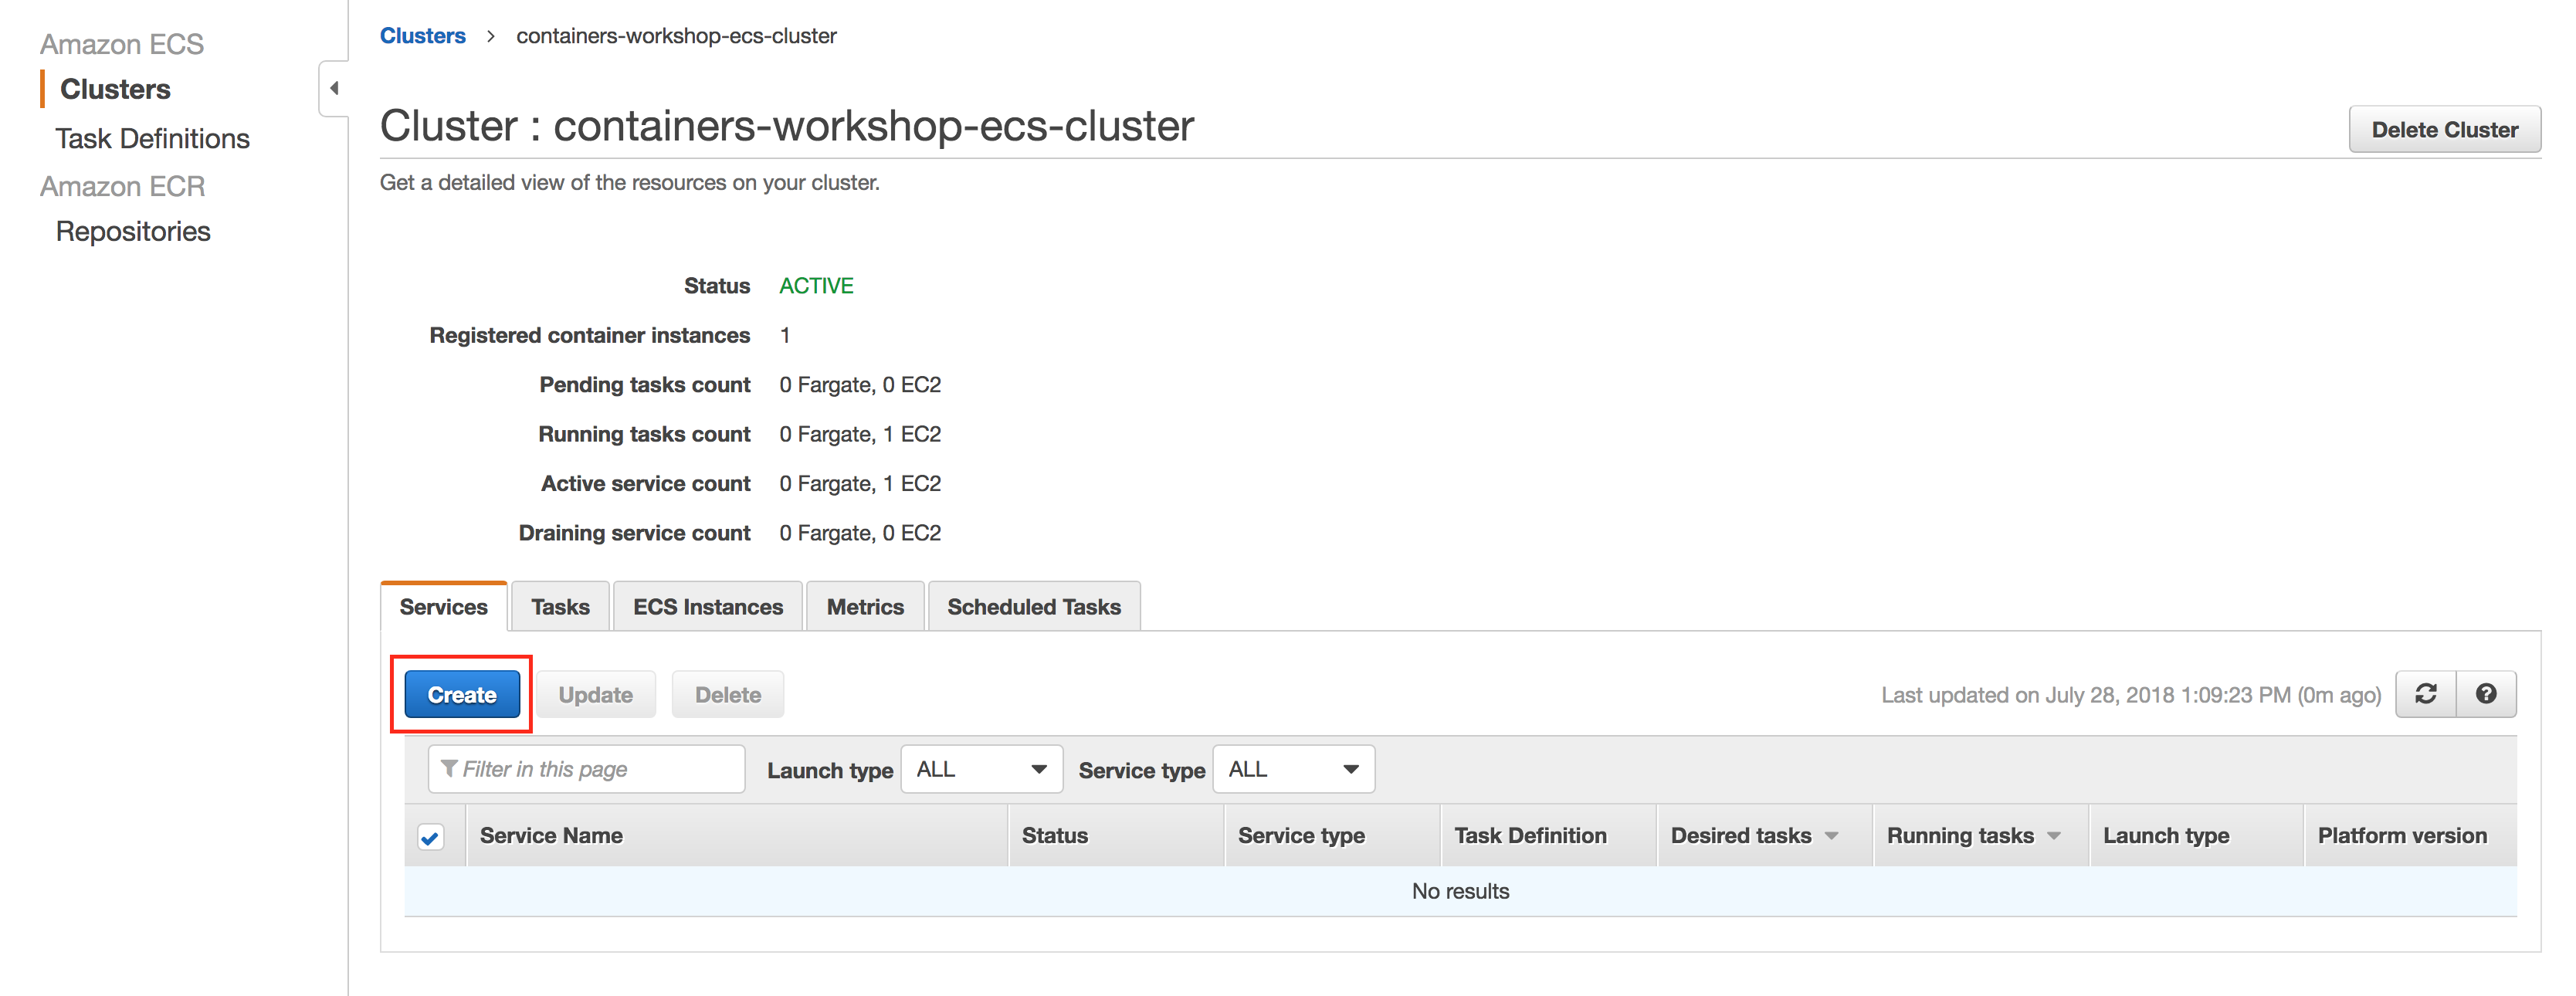 Amazon ECS
Clusters
Task Definitions
Amazon ECR
Repositories
Clusters > containers-workshop-ecs-cluster
Cluster : containers-workshop-ecs-cluster
Delete Cluster
Get a detailed view of the resources on your cluster.
Status ACTIVE
Registered container instances 1
Pending tasks count 0 Fargate, 0 EC2
Running tasks count 0 Fargate, 1 EC2
Active service count 0 Fargate, 1 EC2
Draining service count 0 Fargate, 0 EC2
Services Tasks ECS Instances Metrics Scheduled Tasks
Create Update Delete Last updated on July 28, 2018 1:09:23 PM (0m ago)
Filter in this page Launch type ALL Service type ALL
Service Name Status Service type Task Definition Desired tasks Running tasks Launch type Platform version
No results